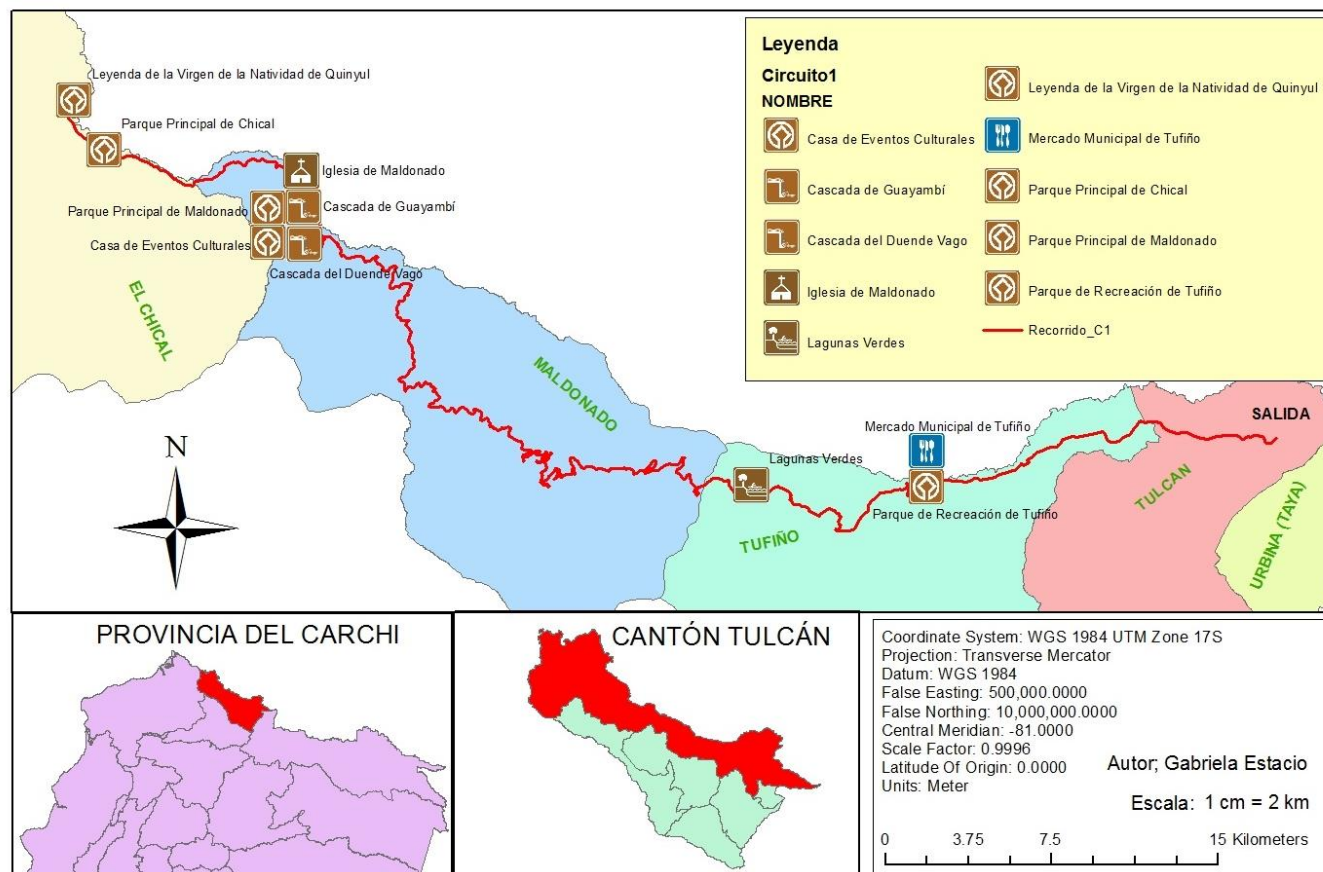 Leyenda de la Virgen de la Natividad de Quinyul
Parque Principal de Chical
Iglesia de Maldonado
Parque Principal de Maldonado
Cascada de Guayambí
Casa de Eventos Culturales
Cascada del Duende Vago
EL CHICAL
MALDONADO
Lagunas Verdes
Mercado Municipal de Tufiño
Parque de Recreación de Tufiño
TUFIÑO
SALIDA
TULCAN
URBINA (TAYA)
N
Leyenda
Circuito1
NOMBRE
Casa de Eventos Culturales
Cascada de Guayambí
Cascada del Duende Vago
Iglesia de Maldonado
Lagunas Verdes
Leyenda de la Virgen de la Natividad de Quinyul
Mercado Municipal de Tufiño
Parque Principal de Chical
Parque Principal de Maldonado
Parque de Recreación de Tufiño
Recorrido_C1
PROVINCIA DEL CARCHI
CANTÓN TULCÁN
Coordinate System: WGS 1984 UTM Zone 17S
Projection: Transverse Mercator
Datum: WGS 1984
False Easting: 500,000.0000
False Northing: 10,000,000.0000
Central Meridian: -81.0000
Scale Factor: 0.9996
Latitude Of Origin: 0.0000
Units: Meter
Autor; Gabriela Estacio
Escala: 1 cm = 2 km
0 3.75 7.5 15 Kilometers